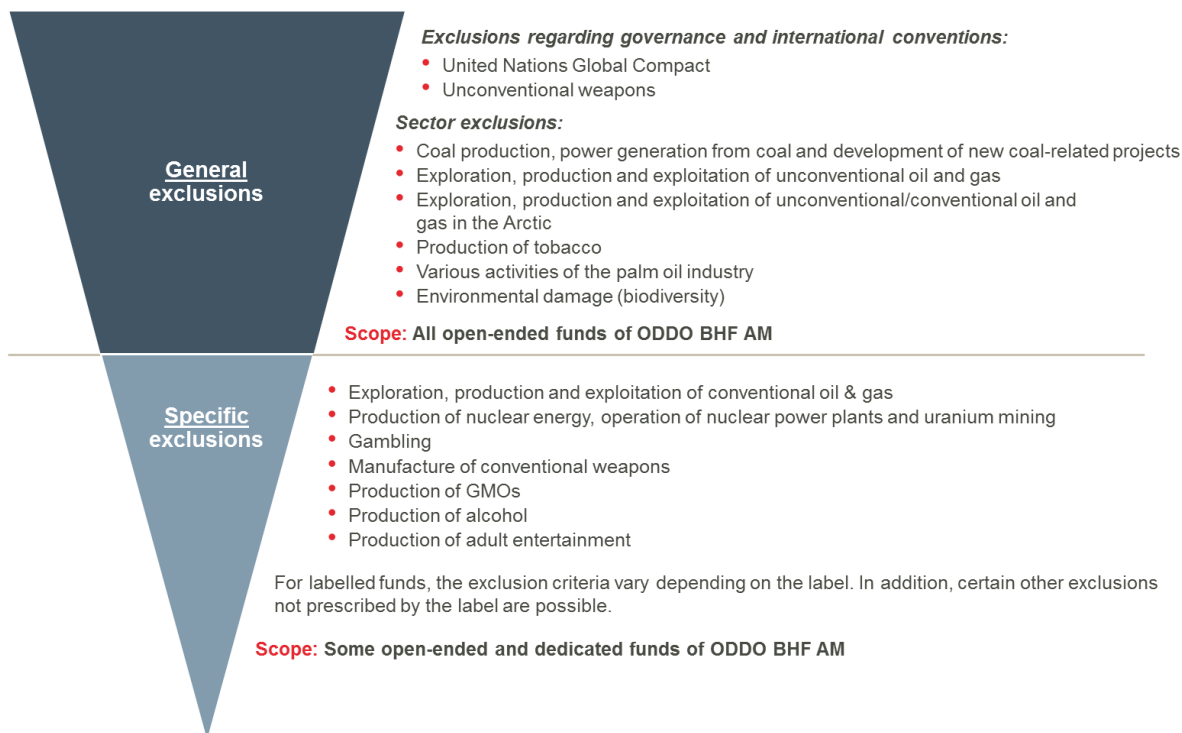 Exclusions regarding governance and international conventions:
• United Nations Global Compact
• Unconventional weapons
Sector exclusions:
• Coal production, power generation from coal and development of new coal-related projects
• Exploration, production and exploitation of unconventional oil and gas
• Exploration, production and exploitation of unconventional/conventional oil and
gas in the Arctic
• Production of tobacco
• Various activities of the palm oil industry
• Environmental damage (biodiversity)
General
exclusions
Scope: All open-ended funds of ODDO BHF AM
Specific
exclusions
• Exploration, production and exploitation of conventional oil & gas
• Production of nuclear energy, operation of nuclear power plants and uranium mining
• Gambling
• Manufacture of conventional weapons
• Production of GMOs
• Production of alcohol
• Production of adult entertainment
For labelled funds, the exclusion criteria vary depending on the label. In addition, certain other exclusions
not prescribed by the label are possible.
Scope: Some open-ended and dedicated funds of ODDO BHF AM